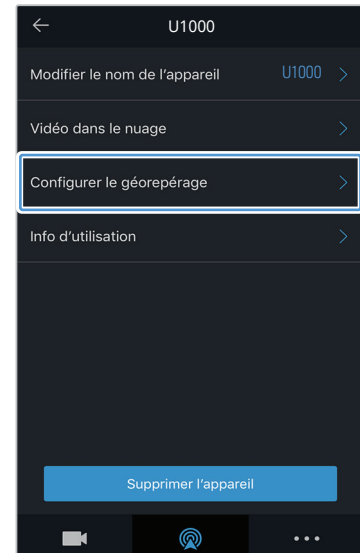 U1000
Modifier le nom de l'appareil U1000
Vidéo dans le nuage
Configurer le géorepérage
Info d'utilisation
Supprimer l'appareil